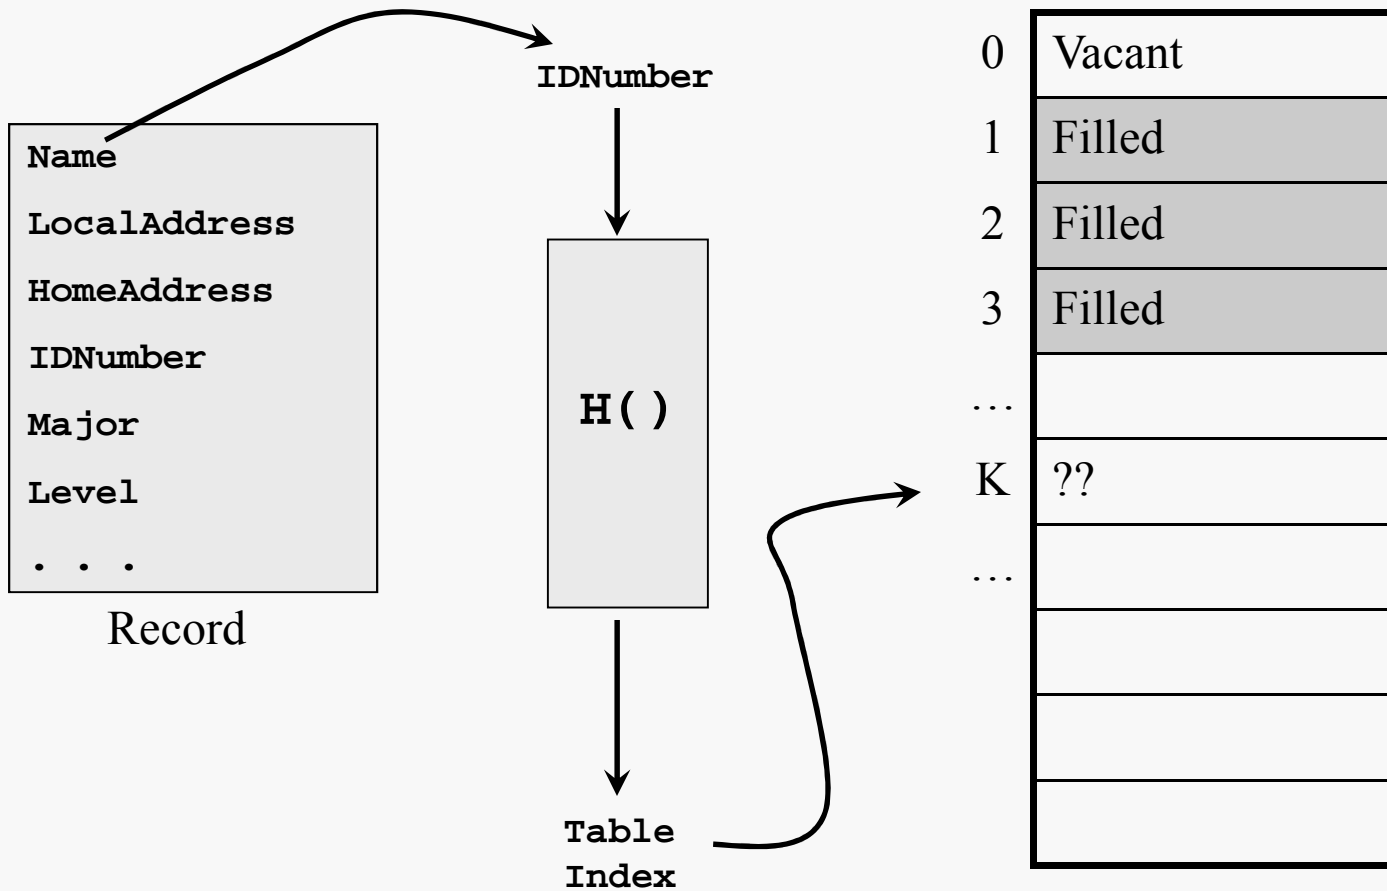 IDNumber
Name
LocalAddress
HomeAddress
IDNumber
Major
Level
. . .
Record
H()
Table
Index
0 Vacant
1 Filled
2 Filled
3 Filled
...
K ??
...